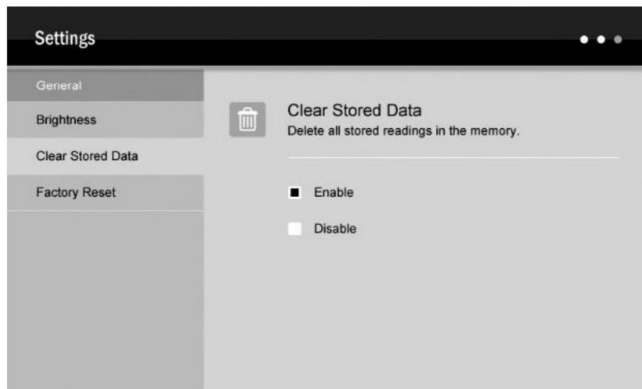 Settings
General
Brightness
Clear Stored Data
Factory Reset
Clear Stored Data
Delete all stored readings in the memory.
Enable
Disable